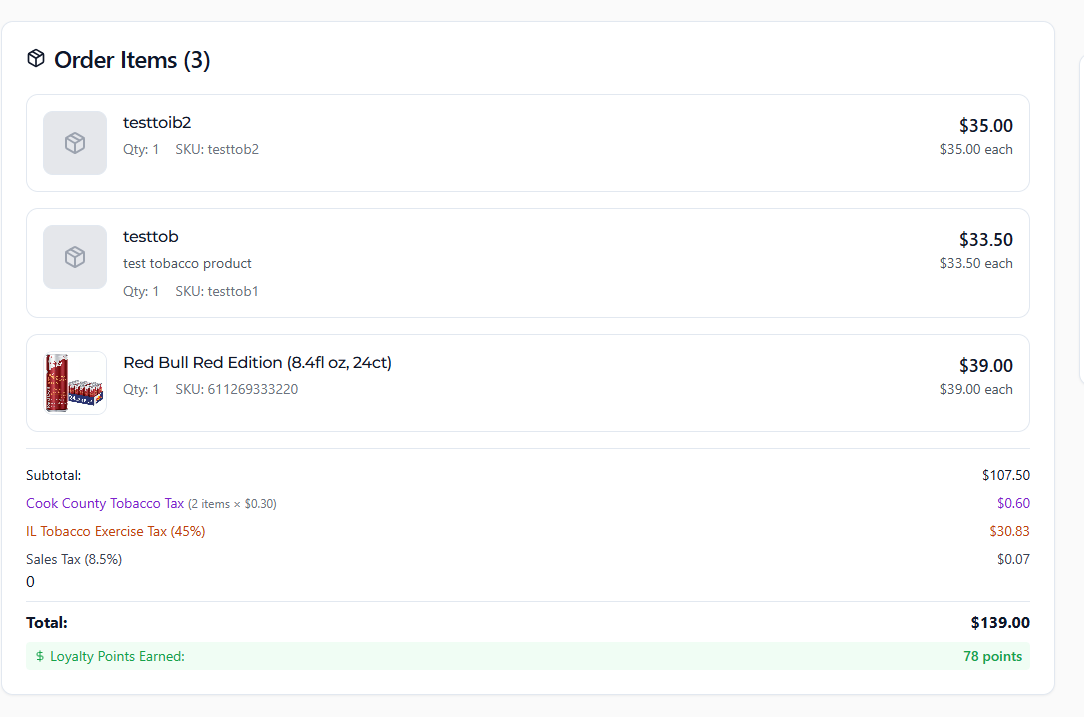 Order Items (3)
testtoib2
$35.00
Qty: 1 SKU: testtob2
$35.00 each
testtob
$33.50
test tobacco product
$33.50 each
Qty: 1 SKU: testtob1
Red Bull Red Edition (8.4fl oz, 24ct)
$39.00
Qty: 1 SKU: 611269333220
$39.00 each
Subtotal:
$107.50
Cook County Tobacco Tax (2 items × $0.30)
$0.60
IL Tobacco Exercise Tax (45%)
$30.83
Sales Tax (8.5%)
$0.07
0
Total:
$139.00
$ Loyalty Points Earned:
78 points